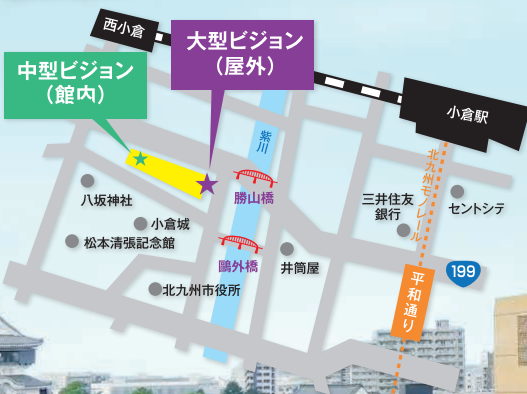 西小倉
大型ビジョン
（屋外）
中型ビジョン
（館内）
小倉駅
紫川
北九州モノレール
勝山橋
八坂神社
三井住友
銀行
セントシテ
小倉城
松本清張記念館
鷗外橋
井筒屋
199
北九州市役所
平和通り